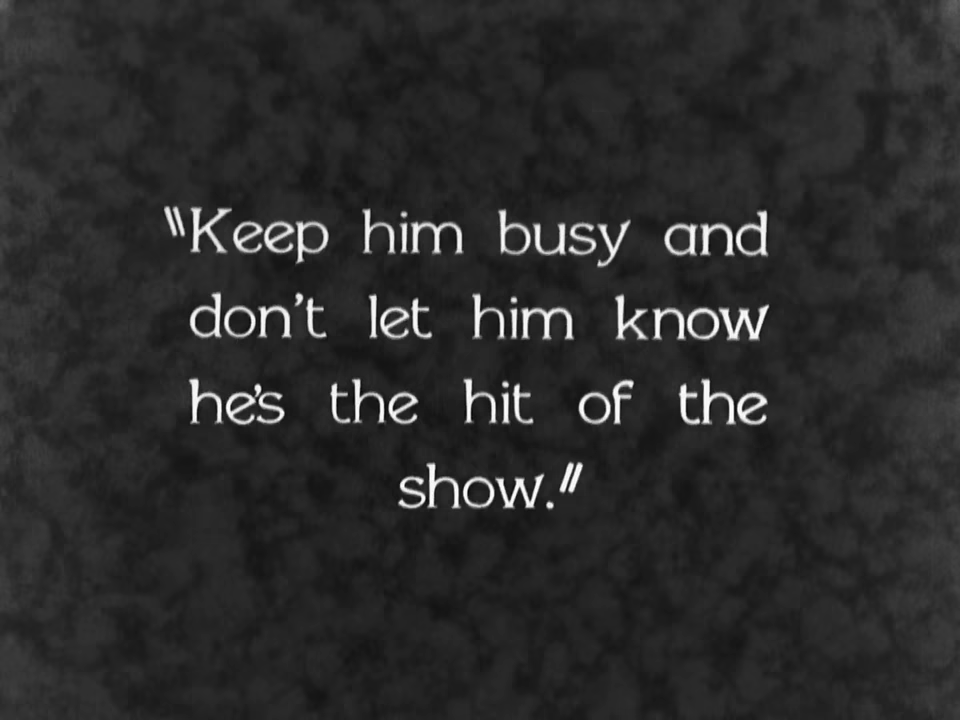 "Keep him busy and
don't let him know
he's the hit of the
show."